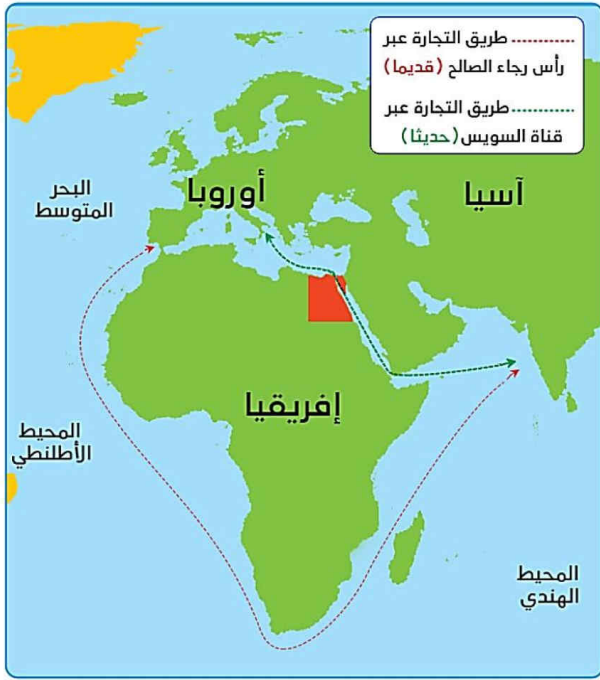 طريق التجارة عبر
رأس رجاء الصالح (قديما)
طريق التجارة عبر
قناة السويس (حديثا)
آسيا
أوروبا
البحر
المتوسط
إفريقيا
المحيط
الأطلنطي
المحيط
الهندي